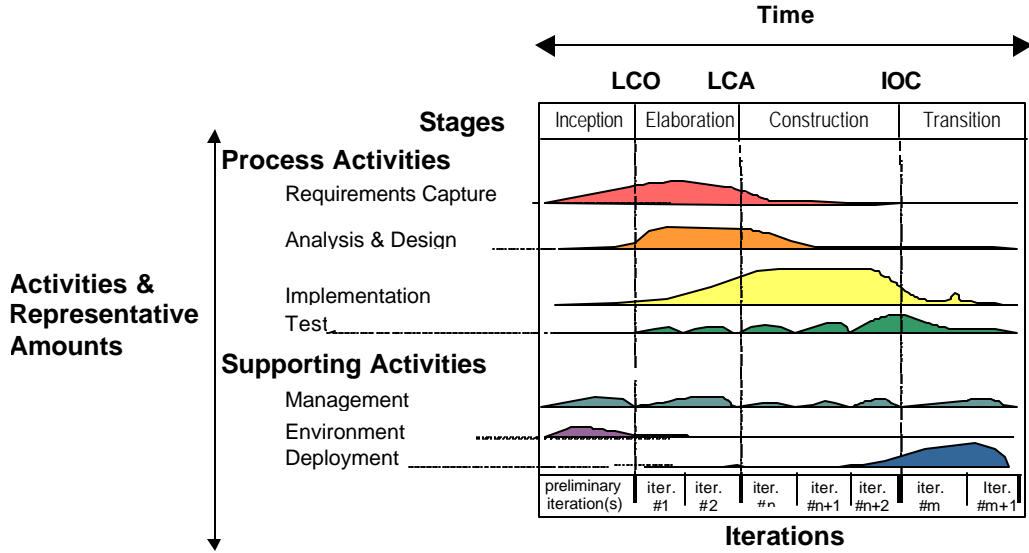 Time
LCO LCA IOC
Stages Inception Elaboration Construction Transition
Process Activities
Requirements Capture
Analysis & Design
Activities &
Representative
Amounts
Implementation
Test
Supporting Activities
Management
Environment
Deployment
preliminary
iteration(s)
iter.
#1
iter.
#2
iter.
#n
iter.
#n+1
iter.
#n+2
iter.
#m
Iter.
#m+1
Iterations